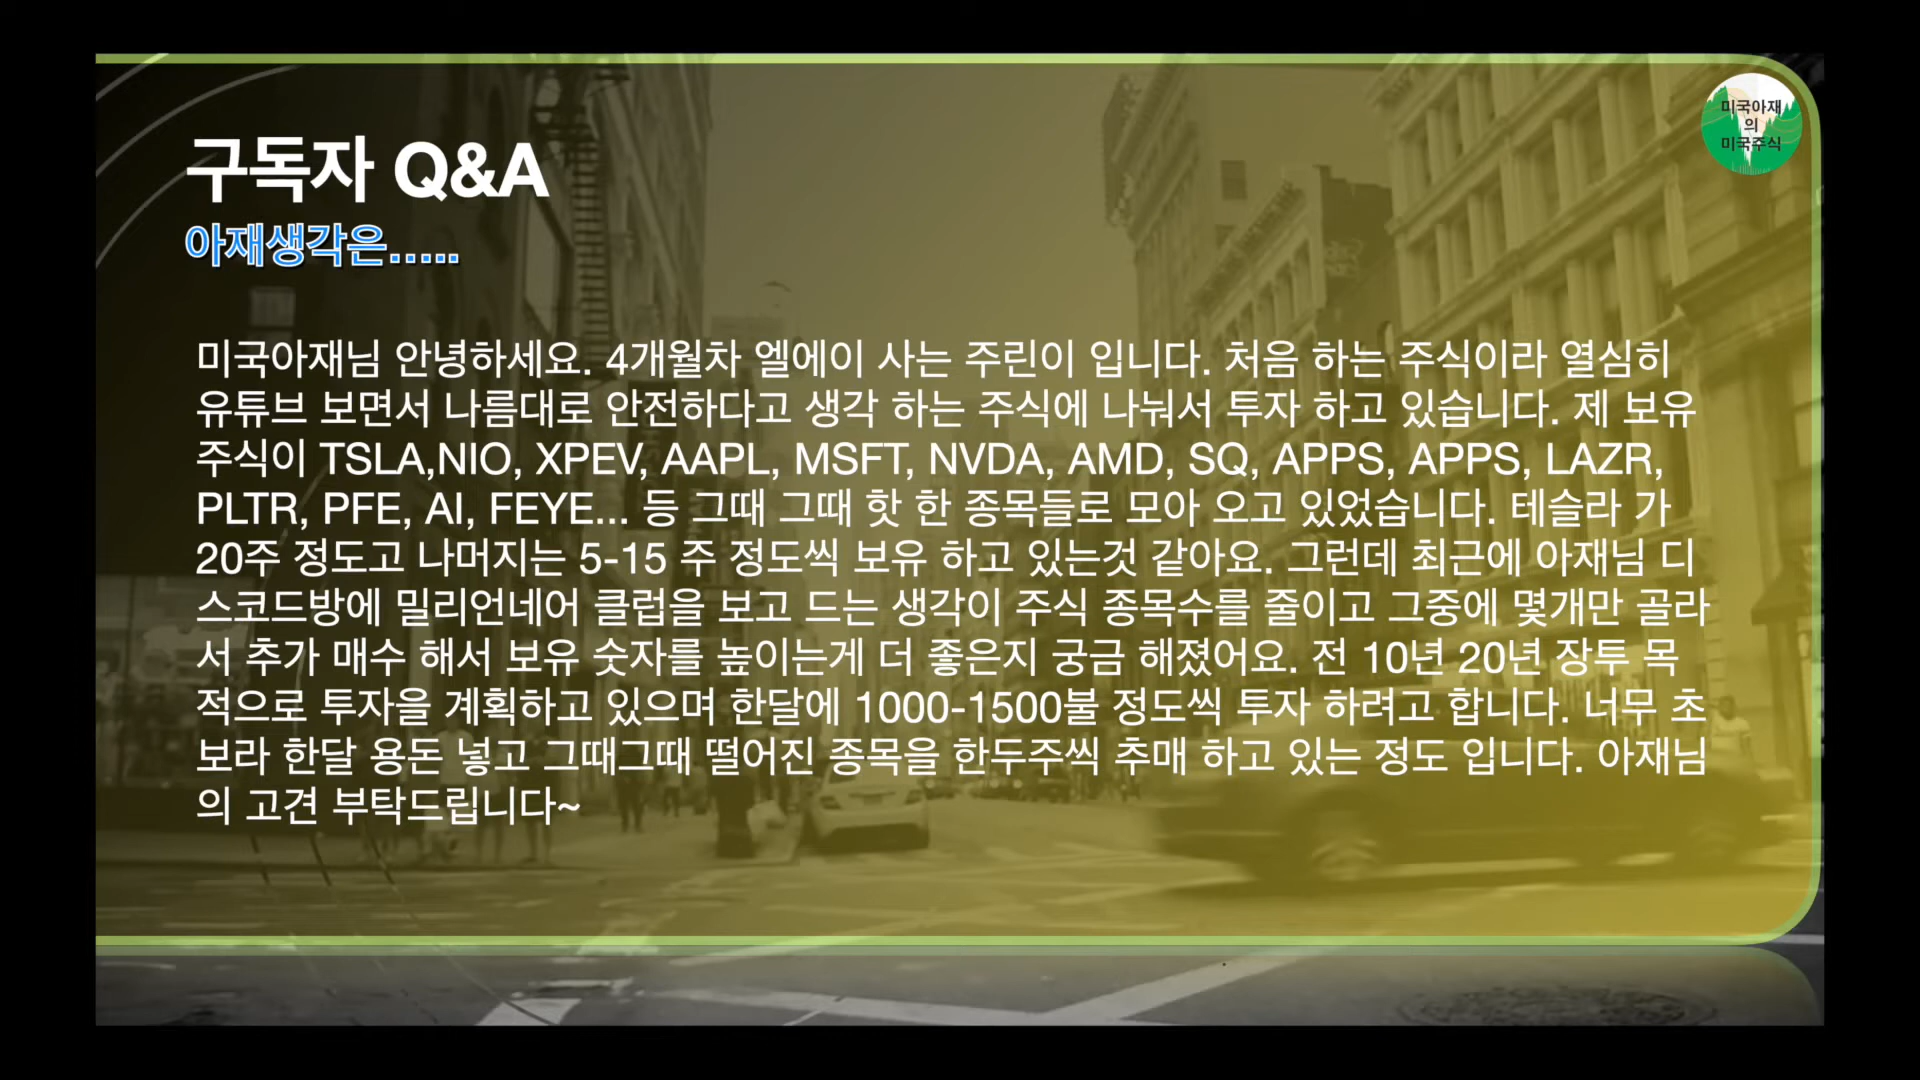 미국아재
의
미국주식
구독자 Q&A
아재생각은.....
미국아재님 안녕하세요. 4개월차 엘에이 사는 주린이 입니다. 처음 하는 주식이라 열심히
유튜브 보면서 나름대로 안전하다고 생각 하는 주식에 나눠서 투자 하고 있습니다. 제 보유
주식이 TSLA,NIO, XPEV, AAPL, MSFT, NVDA, AMD, SQ, APPS, APPS, LAZR,
PLTR, PFE, AI, FEYE... 등 그때 그때 핫 한 종목들로 모아 오고 있었습니다. 테슬라 가
20주 정도고 나머지는 5-15 주 정도씩 보유 하고 있는것 같아요. 그런데 최근에 아재님 디
스코드방에 밀리언네어 클럽을 보고 드는 생각이 주식 종목수를 줄이고 그중에 몇개만 골라
서 추가 매수 해서 보유 숫자를 높이는게 더 좋은지 궁금 해졌어요. 전 10년 20년 장투 목
적으로 투자을 계획하고 있으며 한달에 1000-1500불 정도씩 투자 하려고 합니다. 너무 초
보라 한달 용돈 넣고 그때그때 떨어진 종목을 한두주씩 추매 하고 있는 정도 입니다. 아재님
의 고견 부탁드립니다~